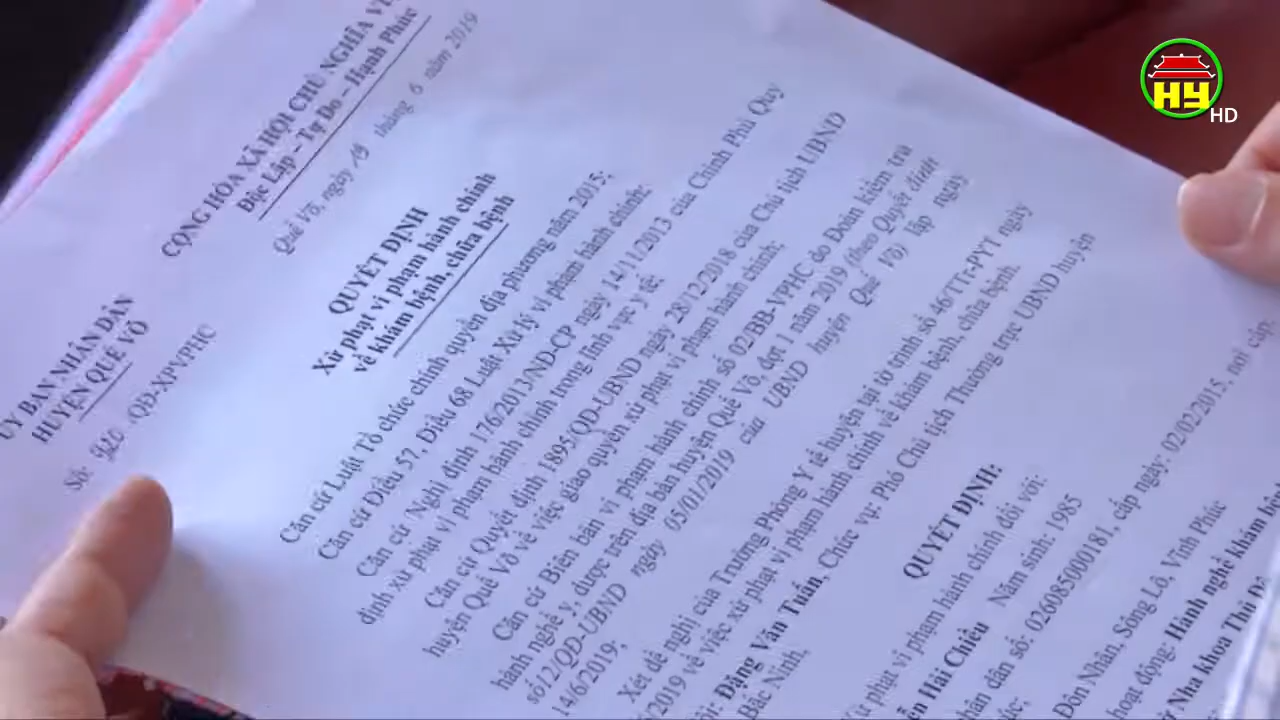 HY
HD
ỦY BAN NHÂN DÂN
HUYỆN QUẾ VÕ
Số: 920 QĐ-XPVPHC
CỘNG HÒA XÃ HỘI CHỦ NGHĨA
Độc Lập – Tự Do – Hạnh Phúc
Quế Võ, ngày 19 tháng 6 năm 2019
QUYẾT ĐỊNH
Xử phạt vi phạm hành chính
về khám bệnh, chữa bệnh
Căn cứ Luật Tổ chức chính quyền địa phương năm 2015;
Căn cứ Điều 57, Điều 68 Luật Xử lý vi phạm hành chính;
Căn cứ Nghị định 176/2013/NĐ-CP ngày 14/11/2013 của Chính Phủ Quy
định xử phạt vi phạm hành chính trong lĩnh vực y tế;
Căn cứ Quyết định 1895/QĐ-UBND ngày 28/12/2018 của Chủ tịch UBND
huyện Quế Võ về việc giao quyền xử phạt vi phạm hành chính;
Căn cứ Biên bản vi phạm hành chính số 02/BB-VPHC do Đoàn kiểm tra
hành nghề y, dược trên địa bàn huyện Quế Võ, đợt 1 năm 2019 (theo Quyết định
số12/QĐ-UBND ngày 05/01/2019 của UBND huyện Quế Võ) lập ngày
14/6/2019;
Xét đề nghị của Trưởng Phòng Y tế huyện tại tờ trình số 46/TTr-PYT ngày
/2019 về việc xử phạt vi phạm hành chính về khám bệnh, chữa bệnh.
Đặng Văn Tuấn, Chức vụ: Phó Chủ tịch Thường trực UBND huyện
Bắc Ninh,
QUYẾT ĐỊNH:
phạt vi phạm hành chính đối với:
Hải Chiều Năm sinh: 1985
dân số: 026085000181, cấp ngày: 02/02/2015, nơi cấp,
Đôn Nhân, Sông Lô, Vĩnh Phúc
hoạt động: Hành nghề khám
Nha khoa Thủ Đô